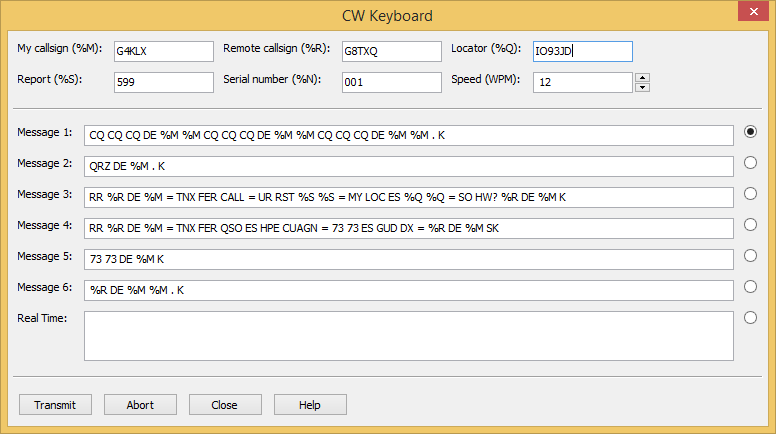 CW Keyboard
My callsign (%M): G4KLX Remote callsign (%R): G8TXQ Locator (%Q): IO93JD
Report (%S): 599 Serial number (%N): 001 Speed (WPM): 12
Message 1: CQ CQ CQ DE %M %M CQ CQ CQ DE %M %M CQ CQ CQ DE %M %M . K
Message 2: QRZ DE %M . K
Message 3: RR %R DE %M = TNX FER CALL = UR RST %S %S = MY LOC ES %Q %Q = SO HW? %R DE %M K
Message 4: RR %R DE %M = TNX FER QSO ES HPE CUAGN = 73 73 ES GUD DX = %R DE %M SK
Message 5: 73 73 DE %M K
Message 6: %R DE %M %M . K
Real Time:
Transmit Abort Close Help